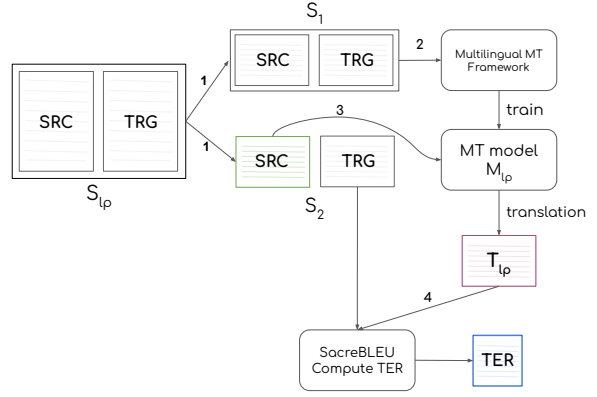 S1
SRC TRG
2
Multilingual MT
Framework
1
SRC TRG
Slp
train
3
1
SRC TRG
S2
MT model
Mlp
translation
Tlp
4
SacreBLEU
Compute TER
TER